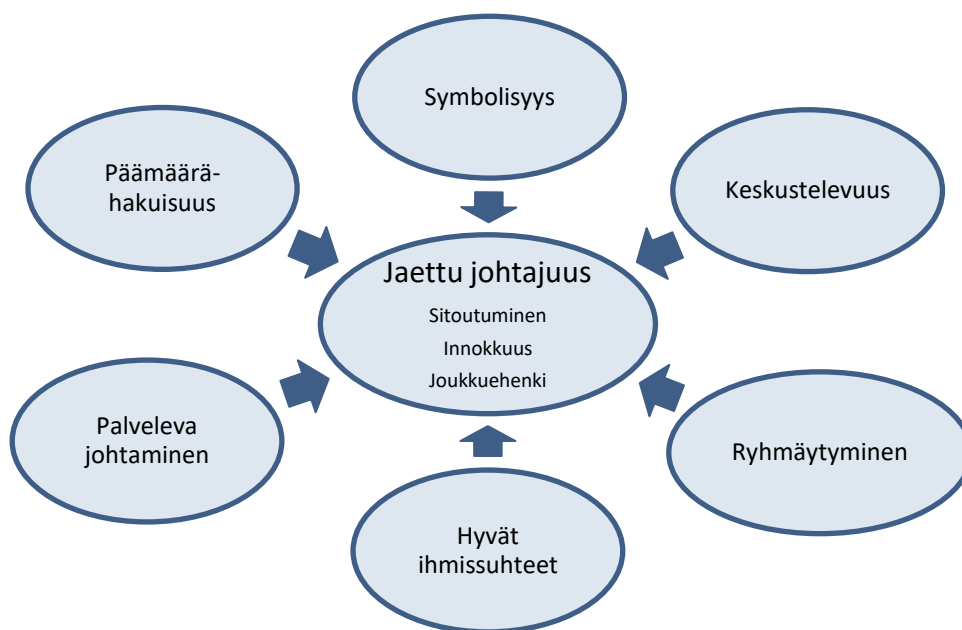 Symbolisyys
Päämäärä-
hakuisuus
Keskustelevuus
Jaettu johtajuus
Sitoutuminen
Innokkuus
Joukkuehenki
Palveleva
johtaminen
Ryhmäytyminen
Hyvät
ihmissuhteet